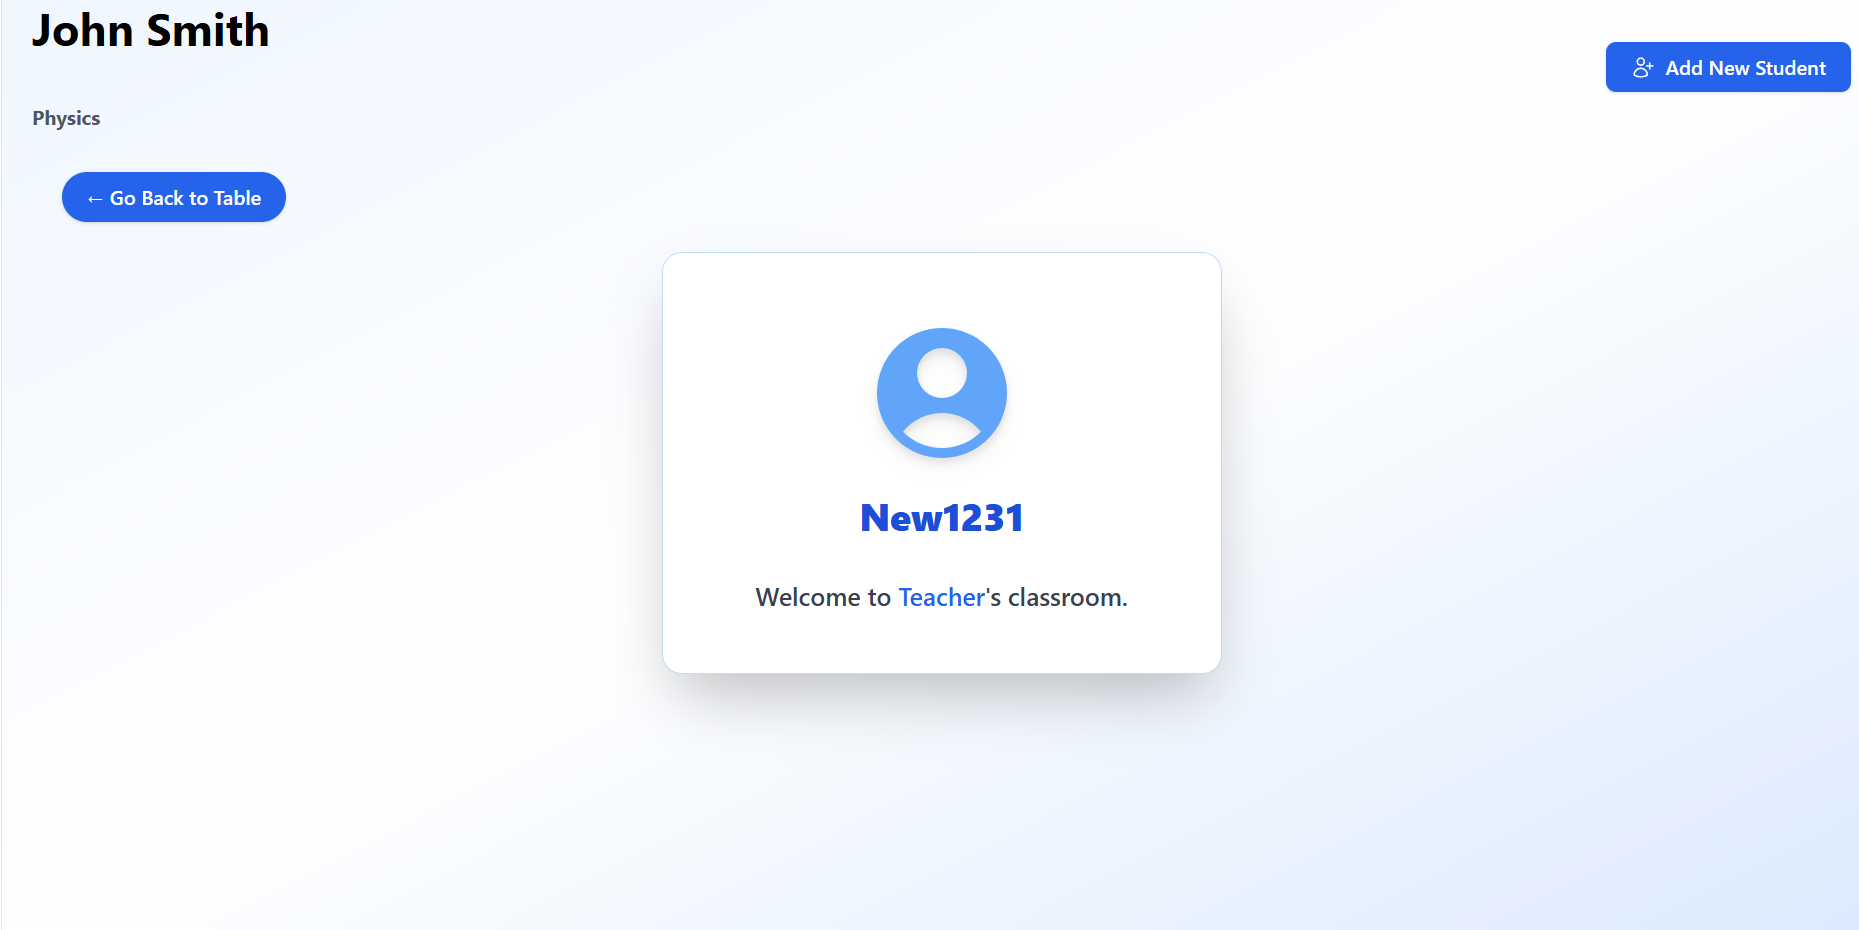 John Smith
Add New Student
Physics
← Go Back to Table
New1231
Welcome to Teacher's classroom.